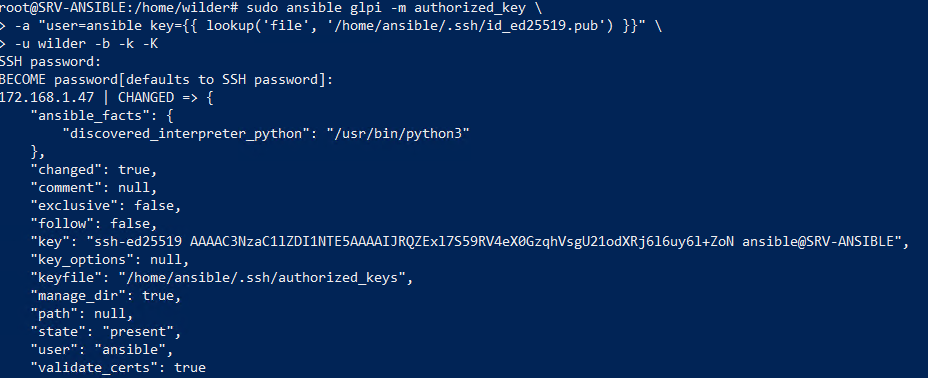 root@SRV-ANSIBLE:/home/wilder# sudo ansible glpi -m authorized_key \
> -a "user=ansible key={{ lookup('file', '/home/ansible/.ssh/id_ed25519.pub') }}" \
> -u wilder -b -k -K
SSH password:
BECOME password[defaults to SSH password]:
172.168.1.47 | CHANGED => {
    "ansible_facts": {
        "discovered_interpreter_python": "/usr/bin/python3"
    },
    "changed": true,
    "comment": null,
    "exclusive": false,
    "follow": false,
    "key": "ssh-ed25519 AAAAC3NzaC1lZDI1NTE5AAAAIJRQZExl7S59RV4eX0GzqhVsgU21odXRj6l6uy6l+ZoN ansible@SRV-ANSIBLE",
    "key_options": null,
    "keyfile": "/home/ansible/.ssh/authorized_keys",
    "manage_dir": true,
    "path": null,
    "state": "present",
    "user": "ansible",
    "validate_certs": true